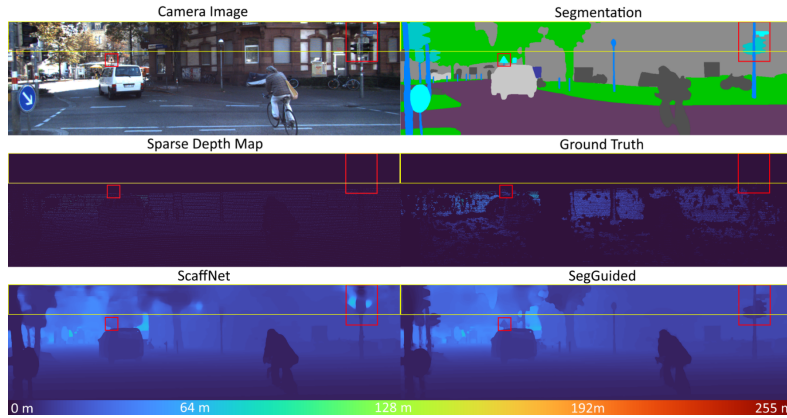 Camera Image
Segmentation
Sparse Depth Map
Ground Truth
ScaffNet
SegGuided
0 m
64 m
128 m
192m
255 m